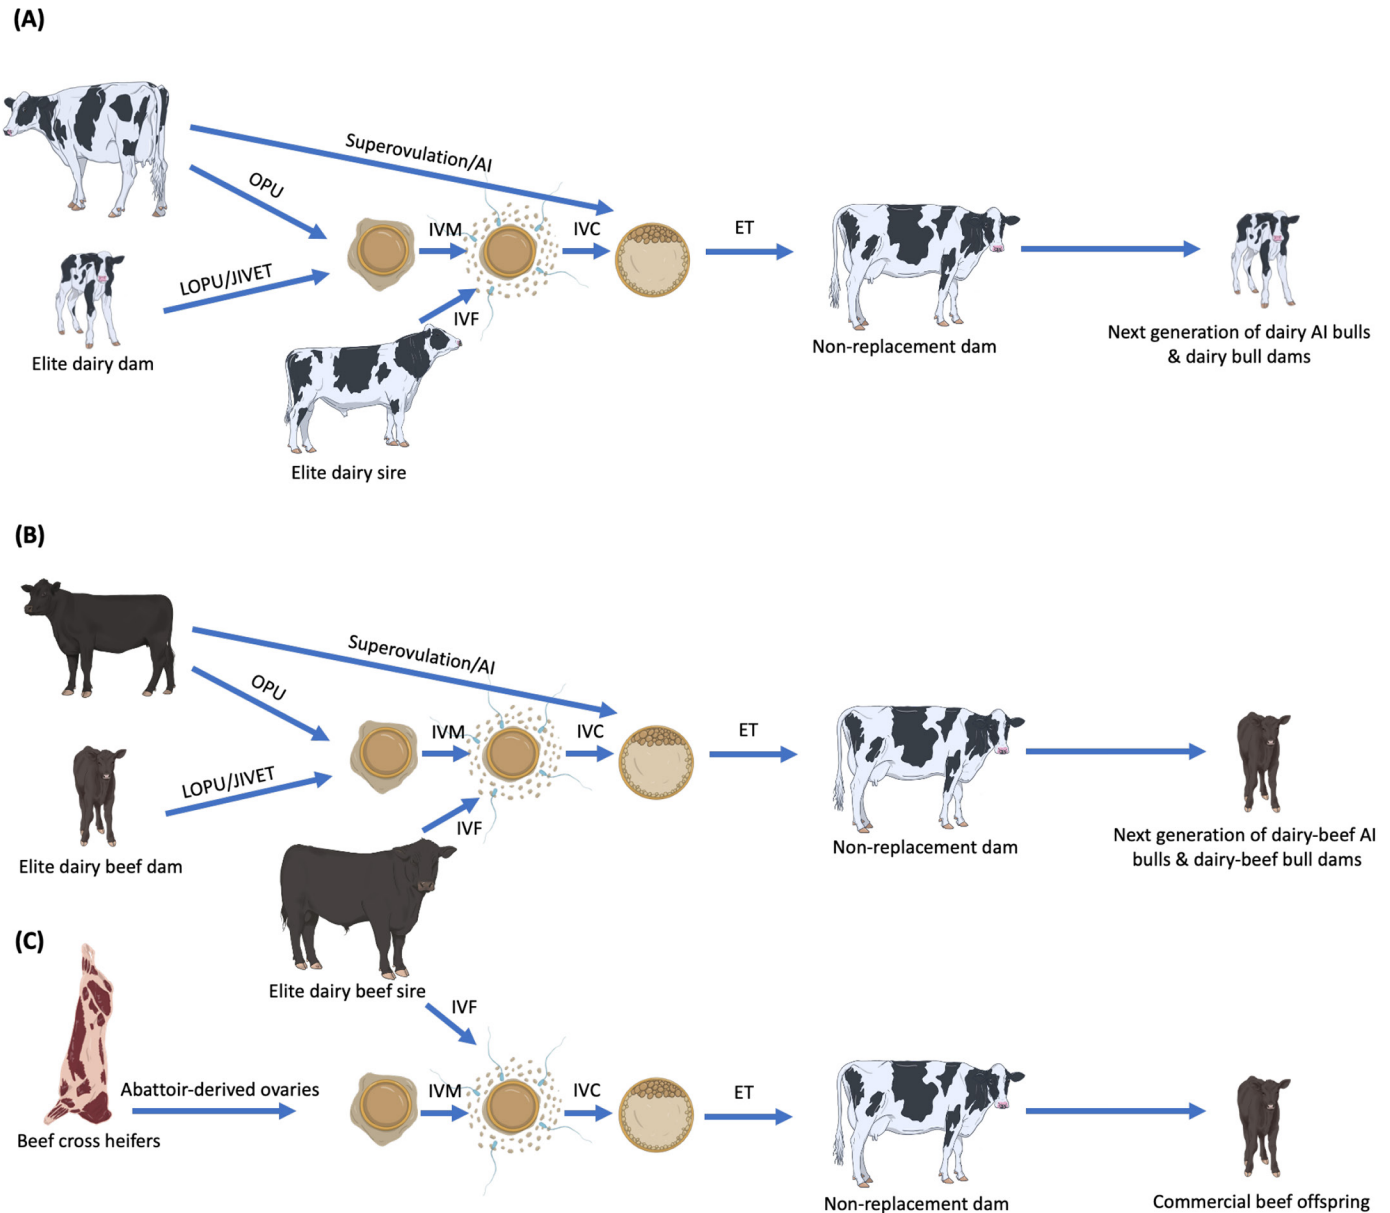 (A)
Superovulation/AI
OPU
IVM
IVC
ET
LOPU/JIVET
IVF
Elite dairy dam
Non-replacement dam
Next generation of dairy AI bulls
& dairy bull dams
Elite dairy sire
(B)
Superovulation/AI
OPU
IVM
IVC
ET
LOPU/JIVET
IVF
Elite dairy beef dam
Non-replacement dam
Next generation of dairy-beef AI
bulls & dairy-beef bull dams
(C)
Elite dairy beef sire
IVF
Abattoir-derived ovaries
IVM
IVC
ET
Beef cross heifers
Non-replacement dam
Commercial beef offspring